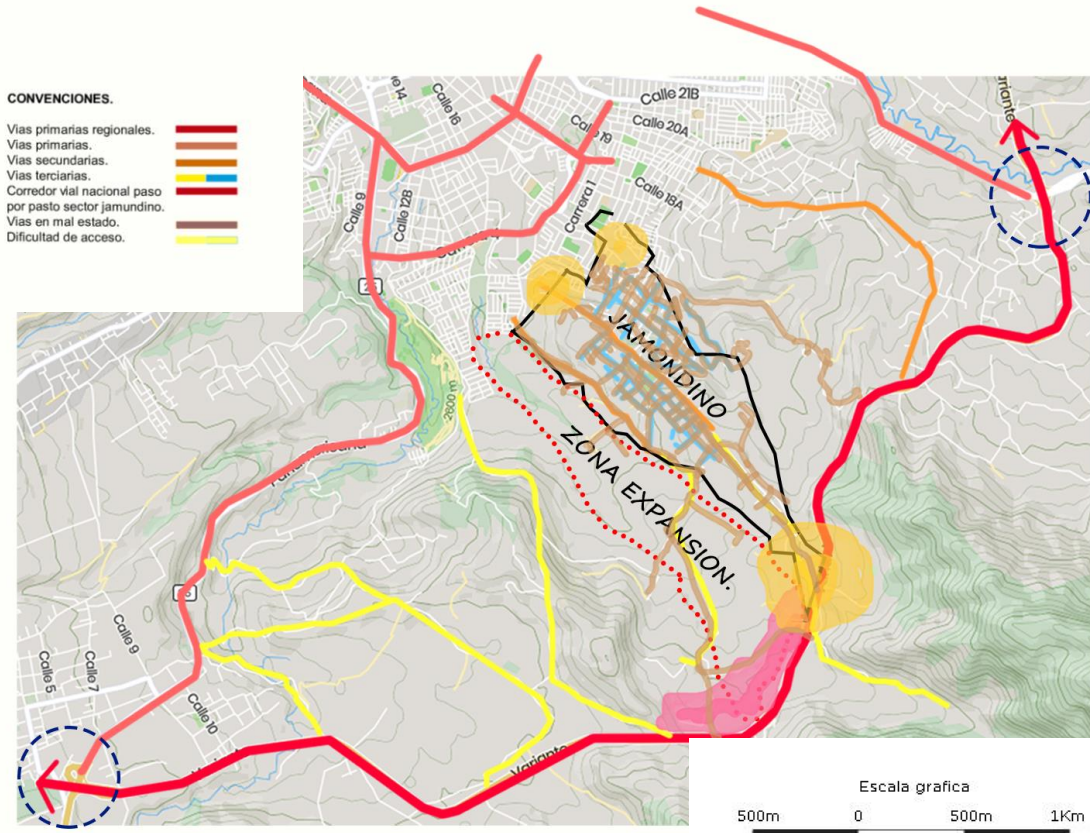 CONVENCIONES.
Vias primarias regionales.
Vias primarias.
Vias secundarias.
Vias terciarias.
Corredor vial nacional paso
por pasto sector jamundino.
Vias en mal estado.
Dificultad de acceso.
Calle 16
Calle 21B
Calle 20A
Calle 19
Calle 18A
Carrera 1
Calle 9
Calle 12B
25
2600 m
JAMONDINO
ZONA EXPANSION.
Calle 9
Calle 7
Calle 5
Calle 10
Variante
Escala grafica
500m 0 500m 1Km